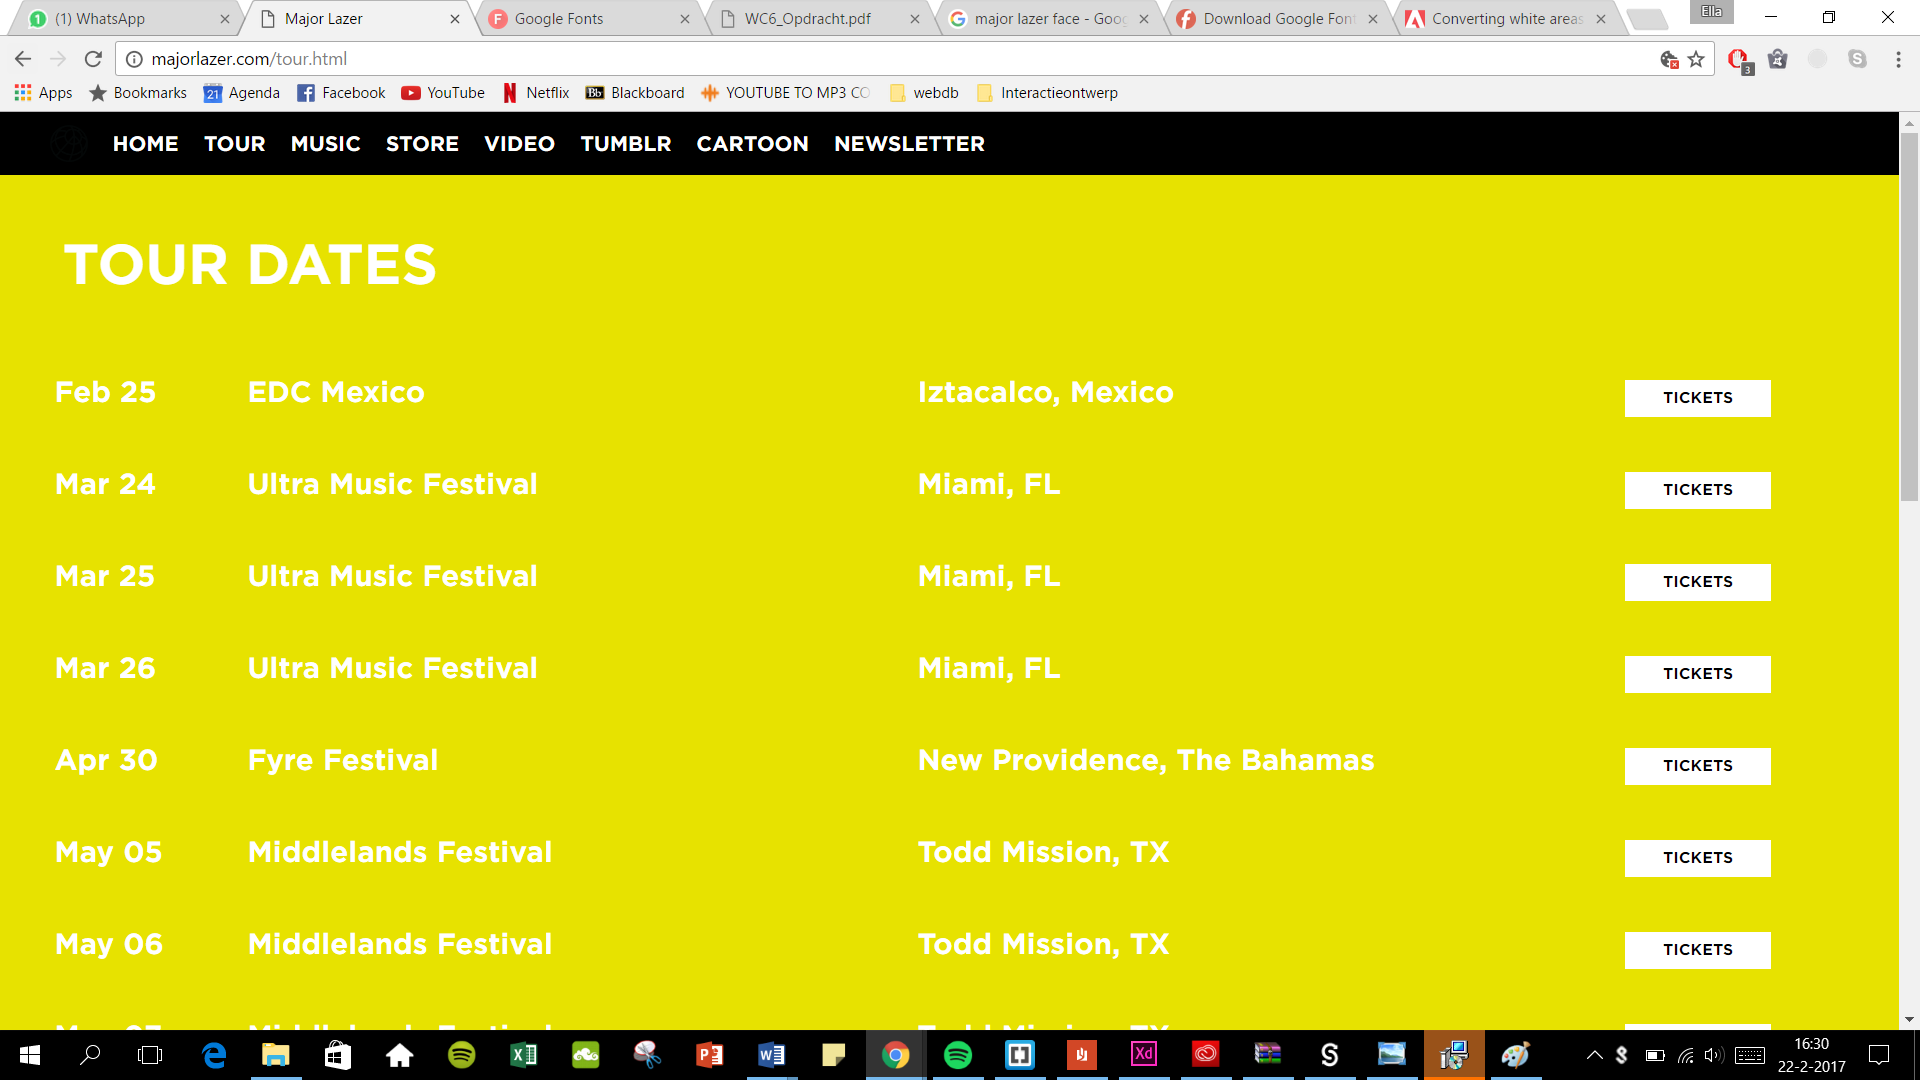 (1) WhatsApp
Major Lazer
Google Fonts
WC6_Opdracht.pdf
major lazer face - Goog
Download Google Font
Converting white areas
Ella
majorlazer.com/tour.html
3
Apps
Bookmarks
21
Agenda
Facebook
YouTube
Netflix
Bb
Blackboard
YOUTUBE TO MP3 CO
webdb
Interactieontwerp
HOME TOUR MUSIC STORE VIDEO TUMBLR CARTOON NEWSLETTER
TOUR DATES
Feb 25 EDC Mexico Iztacalco, Mexico TICKETS
Mar 24 Ultra Music Festival Miami, FL TICKETS
Mar 25 Ultra Music Festival Miami, FL TICKETS
Mar 26 Ultra Music Festival Miami, FL TICKETS
Apr 30 Fyre Festival New Providence, The Bahamas TICKETS
May 05 Middlelands Festival Todd Mission, TX TICKETS
May 06 Middlelands Festival Todd Mission, TX TICKETS
Xd
16:30
22-2-2017